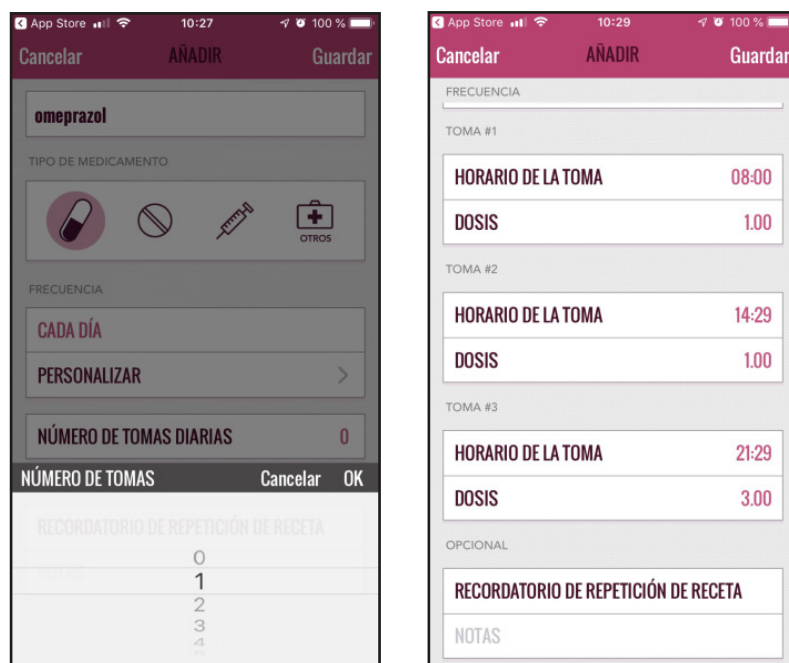 App Store 10:27 100 %
Cancelar AÑADIR Guardar
omeprazol
TIPO DE MEDICAMENTO
OTROS
FRECUENCIA
CADA DÍA
PERSONALIZAR
NÚMERO DE TOMAS DIARIAS 0
NÚMERO DE TOMAS Cancelar OK
RECORDATORIO DE REPETICIÓN DE RECETA
0
1
2
3
4
App Store 10:29 100 %
Cancelar AÑADIR Guardar
FRECUENCIA
TOMA #1
HORARIO DE LA TOMA 08:00
DOSIS 1.00
TOMA #2
HORARIO DE LA TOMA 14:29
DOSIS 1.00
TOMA #3
HORARIO DE LA TOMA 21:29
DOSIS 3.00
OPCIONAL
RECORDATORIO DE REPETICIÓN DE RECETA
NOTAS